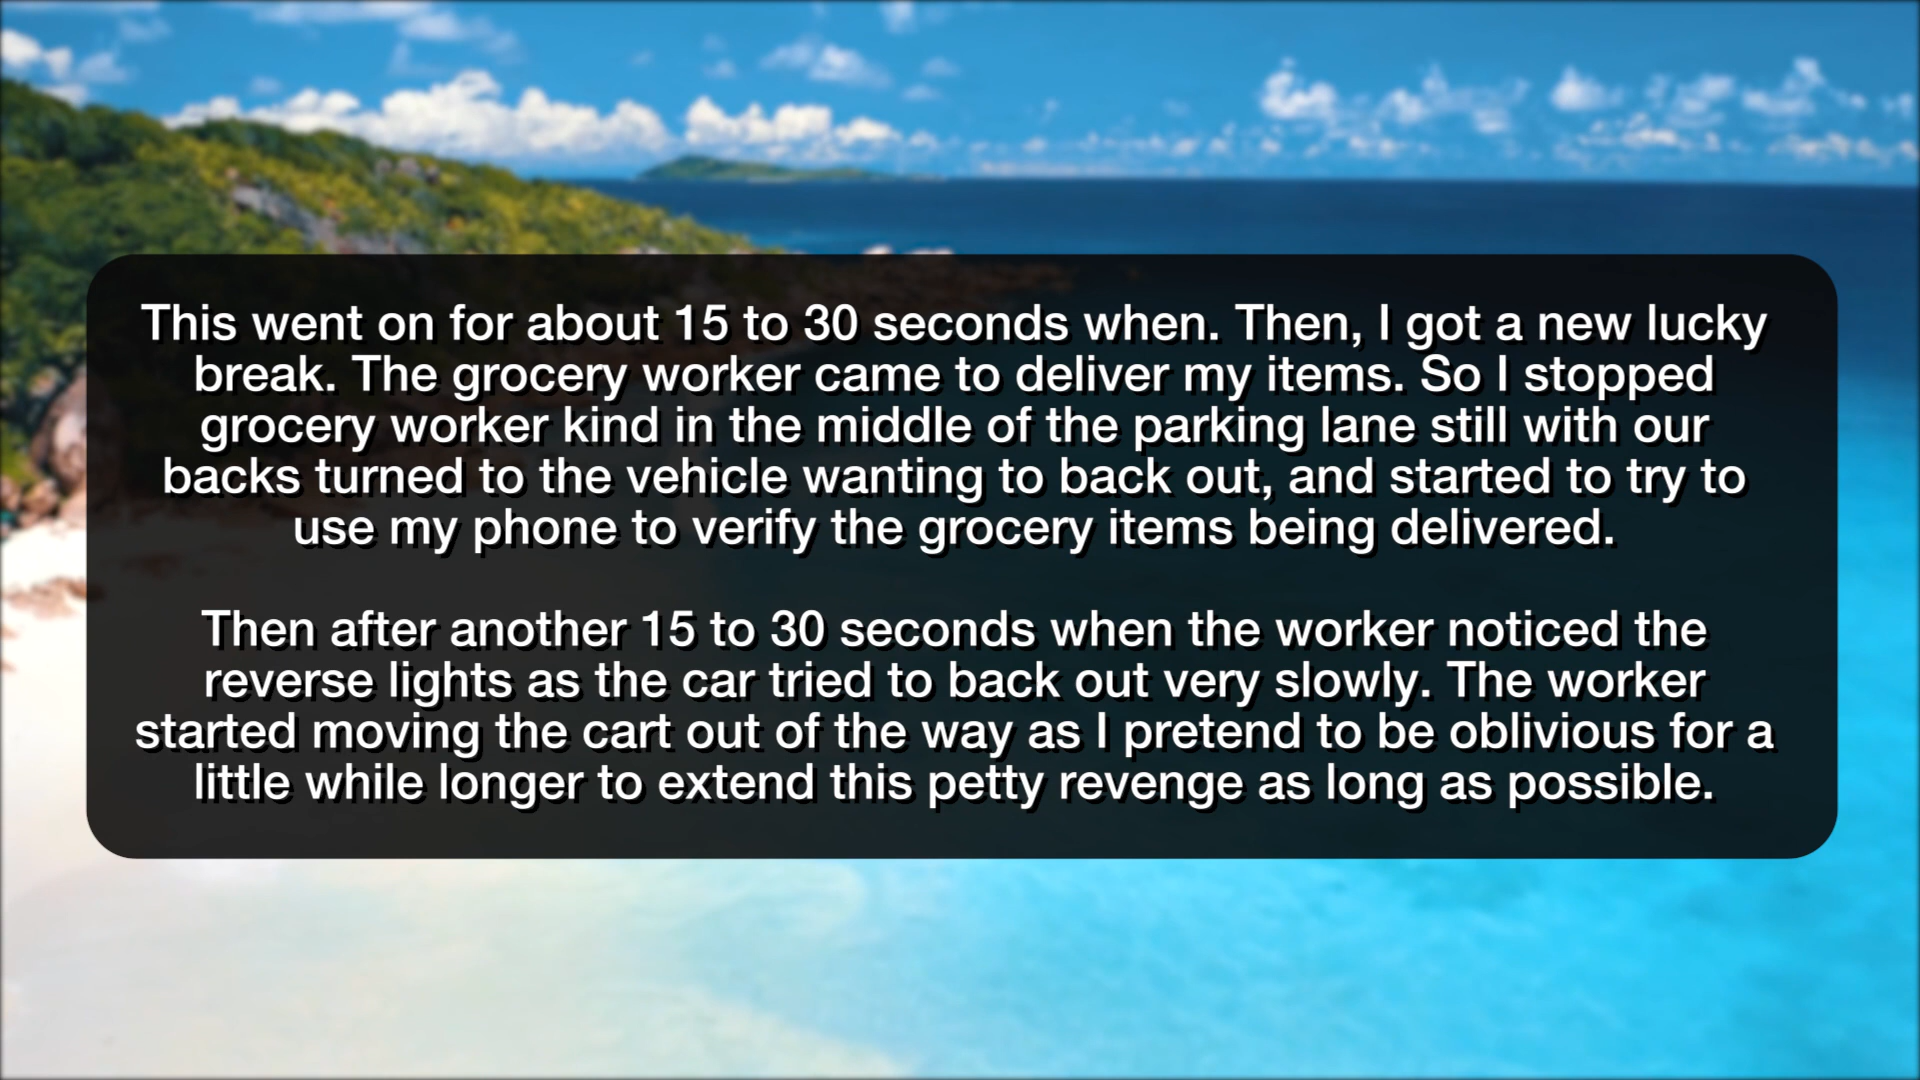 This went on for about 15 to 30 seconds when. Then, I got a new lucky
break. The grocery worker came to deliver my items. So I stopped
grocery worker kind in the middle of the parking lane still with our
backs turned to the vehicle wanting to back out, and started to try to
use my phone to verify the grocery items being delivered.
Then after another 15 to 30 seconds when the worker noticed the
reverse lights as the car tried to back out very slowly. The worker
started moving the cart out of the way as I pretend to be oblivious for a
little while longer to extend this petty revenge as long as possible.